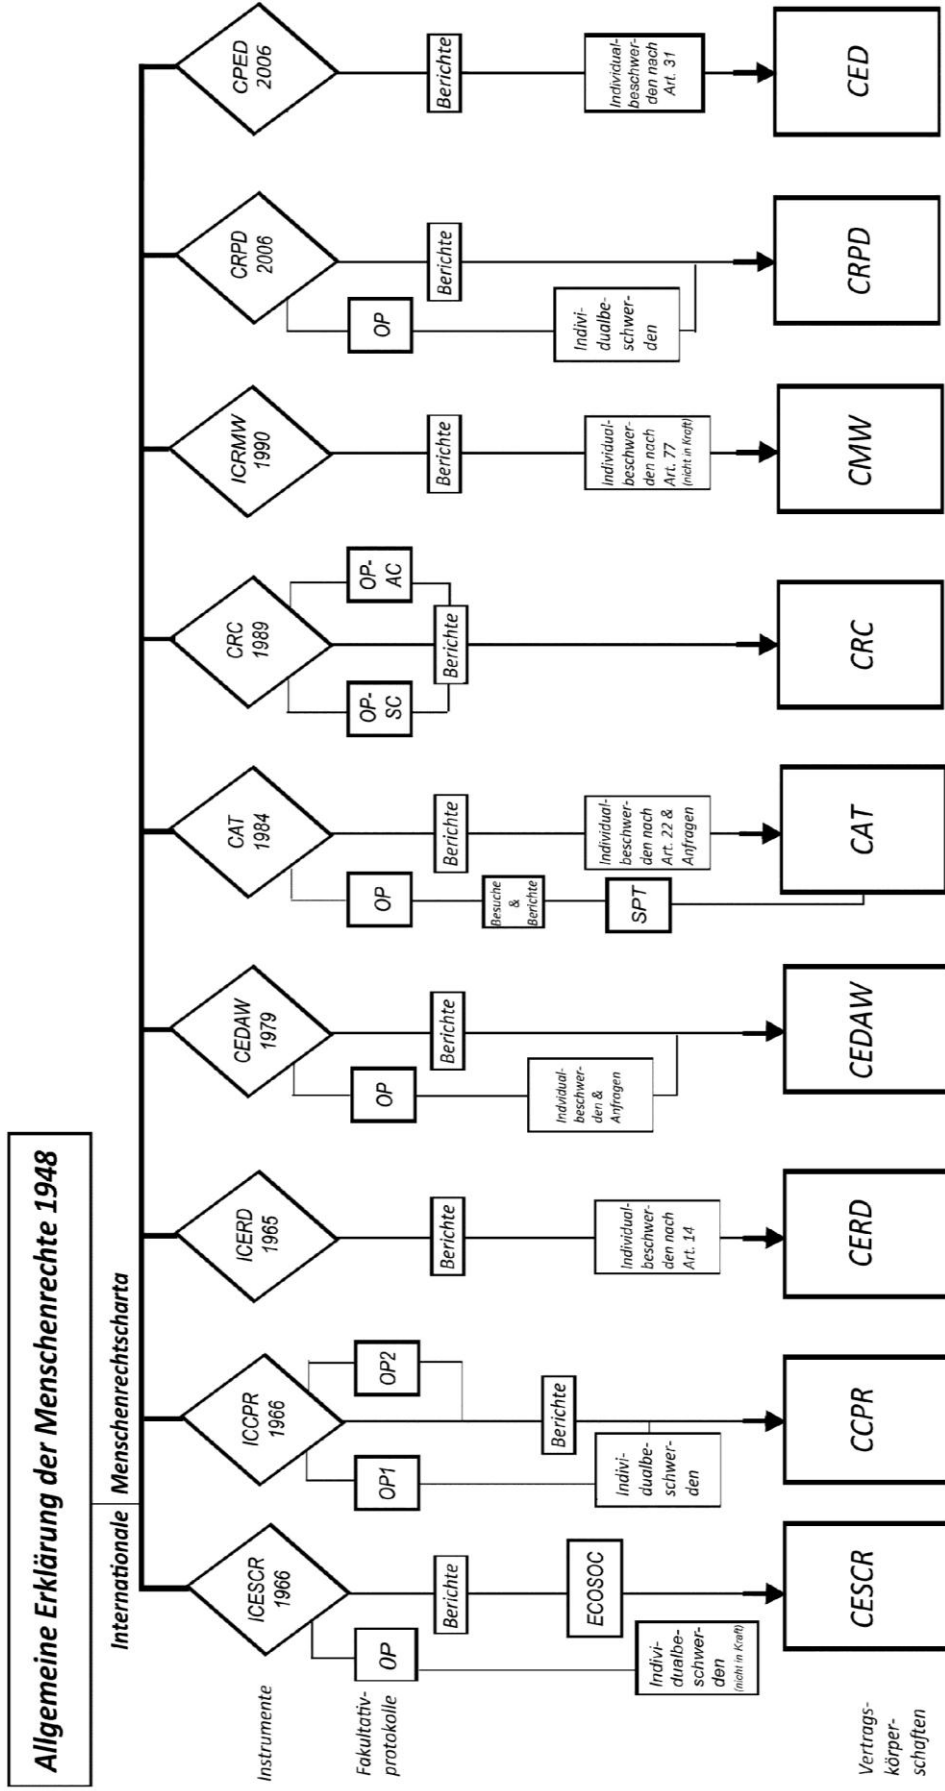 Allgemeine Erklärung der Menschenrechte 1948
Internationale Menschenrechtscharta
Instrumente
ICESCR
1966
ICCPR
1966
ICERD
1965
CEDAW
1979
CAT
1984
CRC
1989
ICRMW
1990
CRPD
2006
CPED
2006
Fakultativ-
protokolle
OP
OP1
OP2
OP
OP
OP-
SC
OP-
AC
OP
Berichte
Berichte
Berichte
Berichte
Berichte
Berichte
Berichte
Berichte
Berichte
Besuche
&
Berichte
ECOSOC
SPT
Indivi-
dualbe-
schwer-
den
(nicht in Kraft)
Indivi-
dualbe-
schwer-
den
Individual-
beschwer-
den nach
Art. 14
Indvidual-
beschwer-
den &
Anfragen
Individual-
beschwer-
den nach
Art. 22 &
Anfragen
Individual-
beschwer-
den nach
Art. 77
(nicht in Kraft)
Indivi-
dualbe-
schwer-
den
Individual-
beschwer-
den nach
Art. 31
Vertrags-
körper-
schaften
CESCR
CCPR
CERD
CEDAW
CAT
CRC
CMW
CRPD
CED